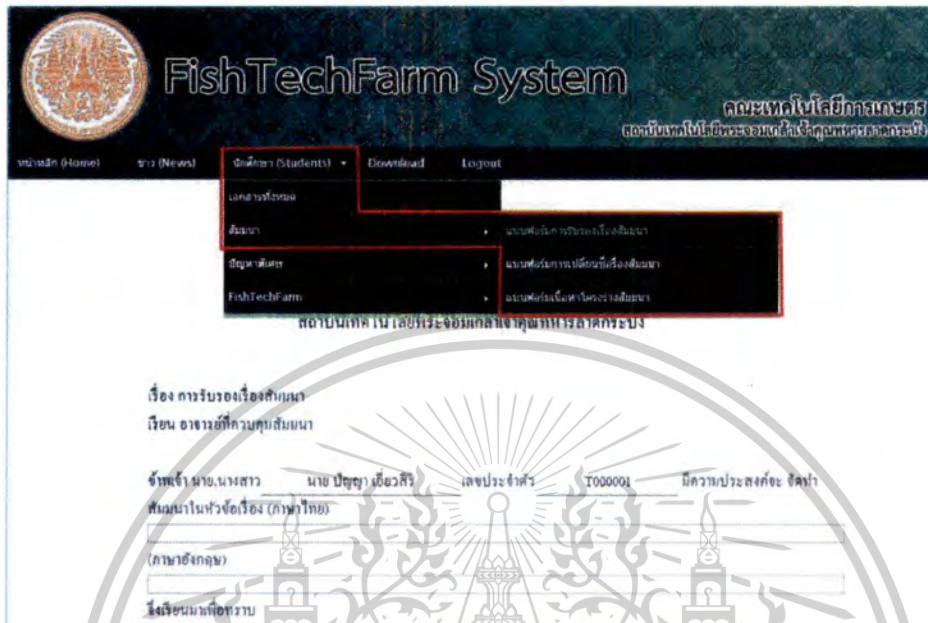 FishTechFarm System
คณะเทคโนโลยีการเกษตร
สถาบันเทคโนโลยีพระจอมเกล้าเจ้าคุณทหารลาดกระบัง
หน้าหลัก (Home) ข่าว (News) นักศึกษา (Students) Download Logout
เอกสารทั้งหมด
สัมมนา แบบฟอร์มการรับรองเรื่องสัมมนา
ปัญหาพิเศษ แบบฟอร์มการเปลี่ยนชื่อเรื่องสัมมนา
FishTechFarm แบบฟอร์มเนื้อหาโครงร่างสัมมนา
สถาบันเทคโนโลยีพระจอมเกล้าเจ้าคุณทหารลาดกระบัง
เรื่อง การรับรองเรื่องสัมมนา
เรียน อาจารย์ที่ควบคุมสัมมนา
ข้าพเจ้า นาย.นางสาว นาย ปัญญา เอี่ยวสิริ เลขประจำตัว T000001 มีความประสงค์จะ จัดทำ
สัมมนาในหัวข้อเรื่อง (ภาษาไทย)
(ภาษาอังกฤษ)
จึงเรียนมาเพื่อทราบ